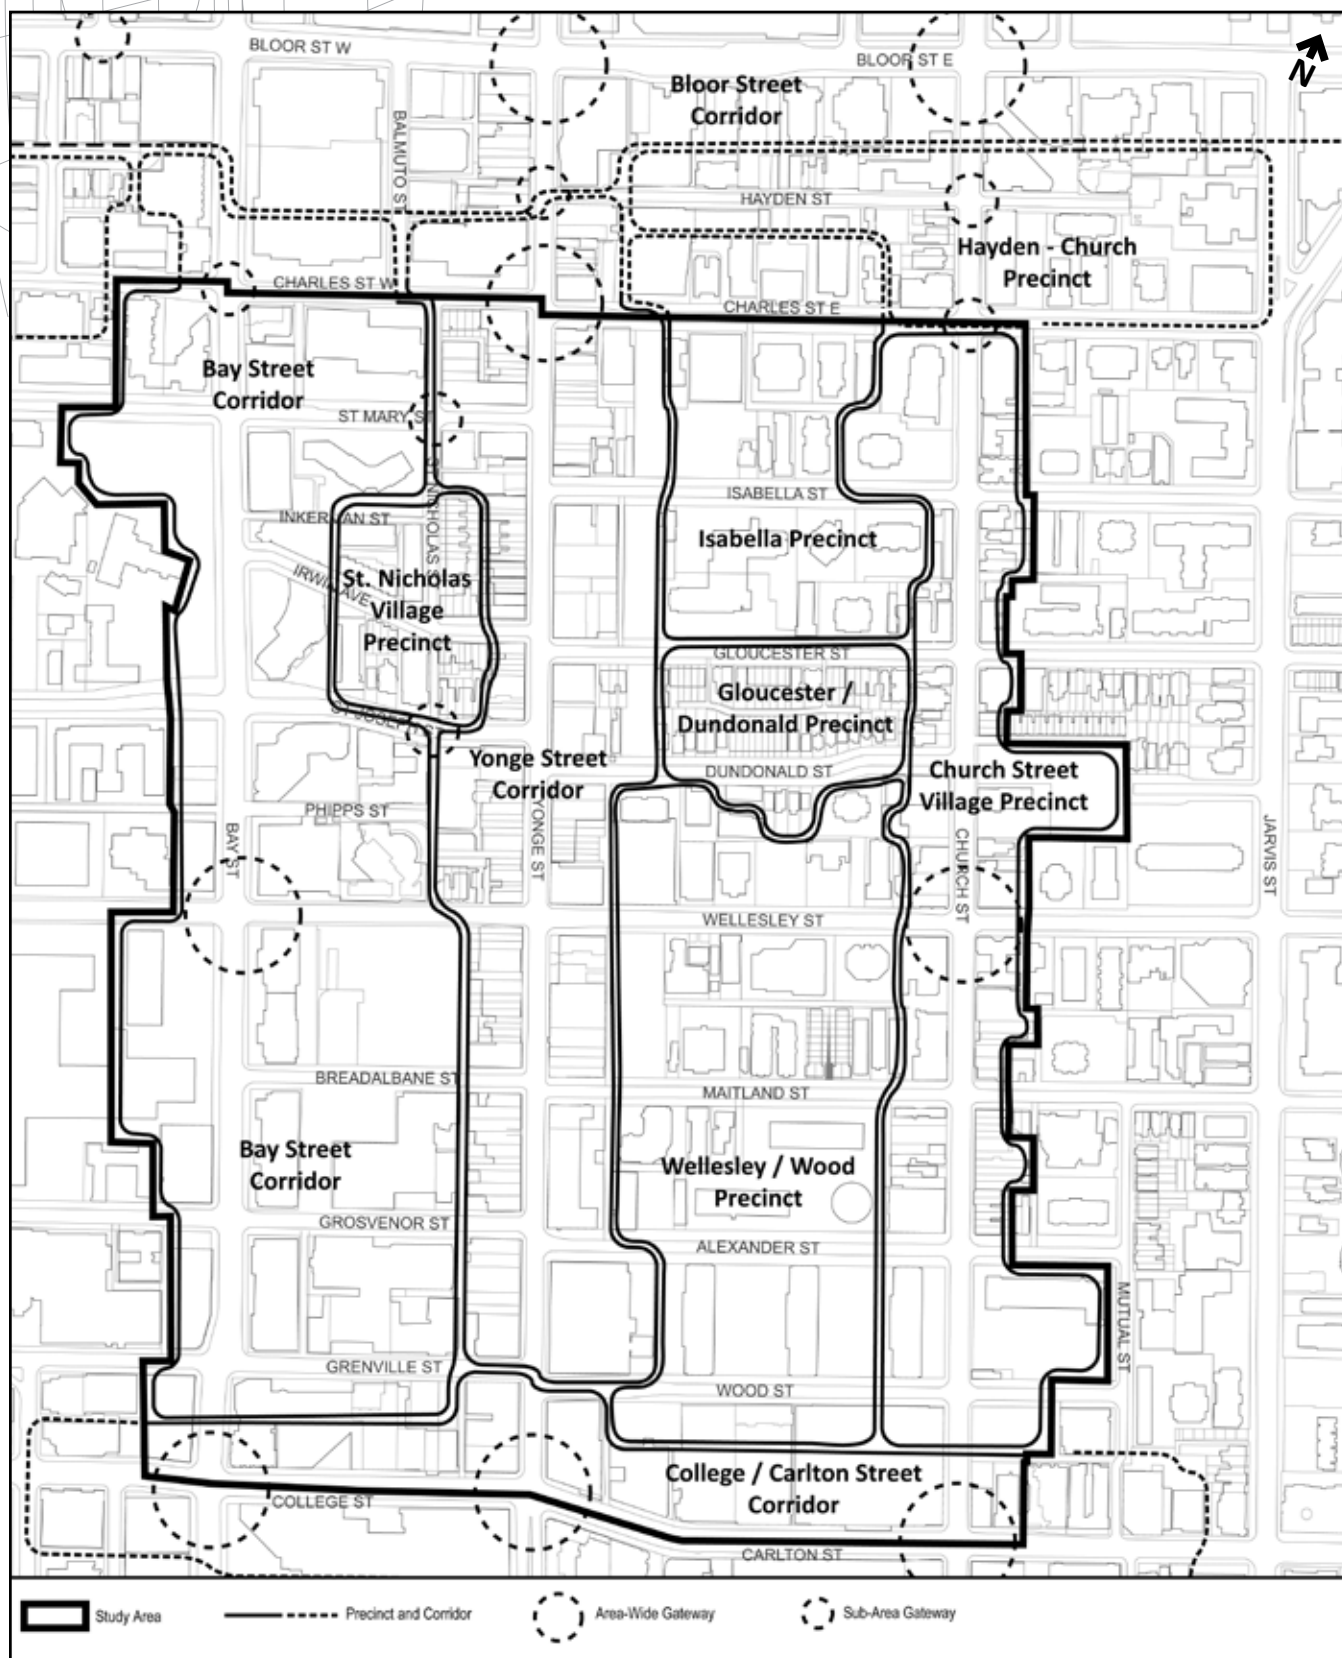 BLOOR ST W
BLOOR ST E
N
Bloor Street
Corridor
BALMUTO ST
HAYDEN ST
Hayden - Church
Precinct
CHARLES ST W
CHARLES ST E
Bay Street
Corridor
ST MARY ST
ST NICHOLAS ST
ISABELLA ST
INKERMAN ST
Isabella Precinct
IRWIN AVE
St. Nicholas
Village
Precinct
GLOUCESTER ST
Gloucester /
Dundonald Precinct
ST JOSEPH ST
Yonge Street
Corridor
DUNDONALD ST
Church Street
Village Precinct
PHIPPS ST
BAY ST
YONGE ST
CHURCH ST
JARVIS ST
WELLESLEY ST
BREADALBANE ST
MAITLAND ST
Bay Street
Corridor
Wellesley / Wood
Precinct
GROSVENOR ST
ALEXANDER ST
MUTUAL ST
GRENVILLE ST
WOOD ST
College / Carlton Street
Corridor
COLLEGE ST
CARLTON ST
Study Area
Precinct and Corridor
Area-Wide Gateway
Sub-Area Gateway